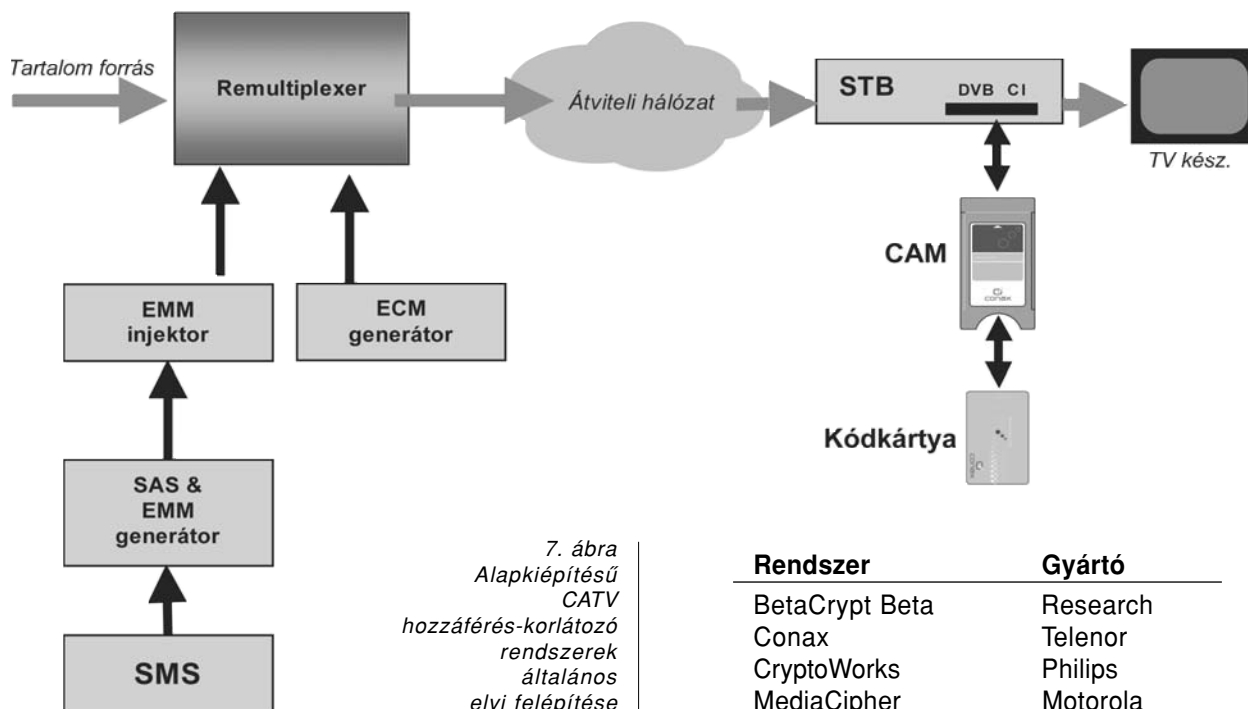 Tartalom forrás
Remultiplexer
Átviteli hálózat
STB
DVB CI
TV kész.
CAM
conax
Kódkártya
conax
EMM
injektor
ECM
generátor
SAS &
EMM
generátor
SMS
7. ábra
Alapkiépítésű
CATV
hozzáférés-korlátozó
rendszerek
általános
elvi felépítése
Rendszer Gyártó
BetaCrypt Beta Research
Conax Telenor
CryptoWorks Philips
MediaCipher Motorola